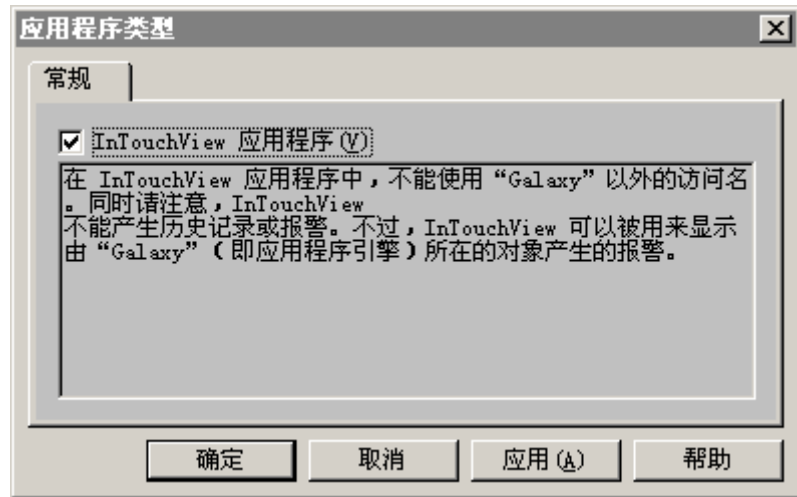 应用程序类型
常规
InTouchView 应用程序(V)
在 InTouchView 应用程序中，不能使用“Galaxy”以外的访问名
。同时请注意，InTouchView
不能产生历史记录或报警。不过，InTouchView 可以被用来显示
由“Galaxy”（即应用程序引擎）所在的对象产生的报警。
确定 取消 应用(A) 帮助